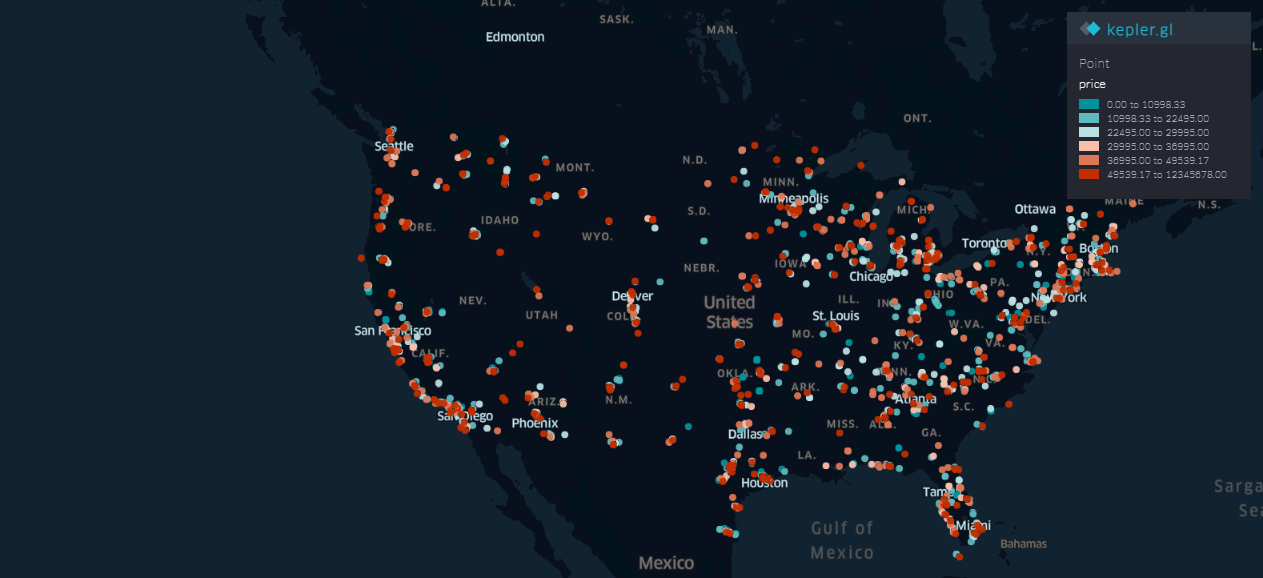 ALTA.
SASK.
MAN.
Edmonton
kepler.gl
Point
price
0.00 to 10998.33
10998.33 to 22495.00
22495.00 to 29995.00
29995.00 to 36995.00
36995.00 to 49539.17
49539.17 to 12345678.00
ONT.
Seattle
MONT.
N.D.
MINN.
Minneapolis
S.D.
MICH.
Ottawa
MAINE
N.S.
IDAHO
ORE.
WYO.
Toronto
N.Y.
Boston
NEBR.
IOWA
Chicago
CONN.
PA.
OHIO
New York
NEV.
UTAH
Denver
COLO.
United
States
ILL.
IN
St. Louis
W.VA.
DEL.
San Francisco
CALIF.
MO.
KY.
VA.
OKLA.
ARK.
TENN.
N.C.
ARIZ.
N.M.
Atlanta
S.C.
San Diego
Phoenix
Dallas
MISS.
ALA.
GA.
LA.
Houston
Tampa
Miami
Gulf of
Mexico
Bahamas
Mexico
Sarga
Sea